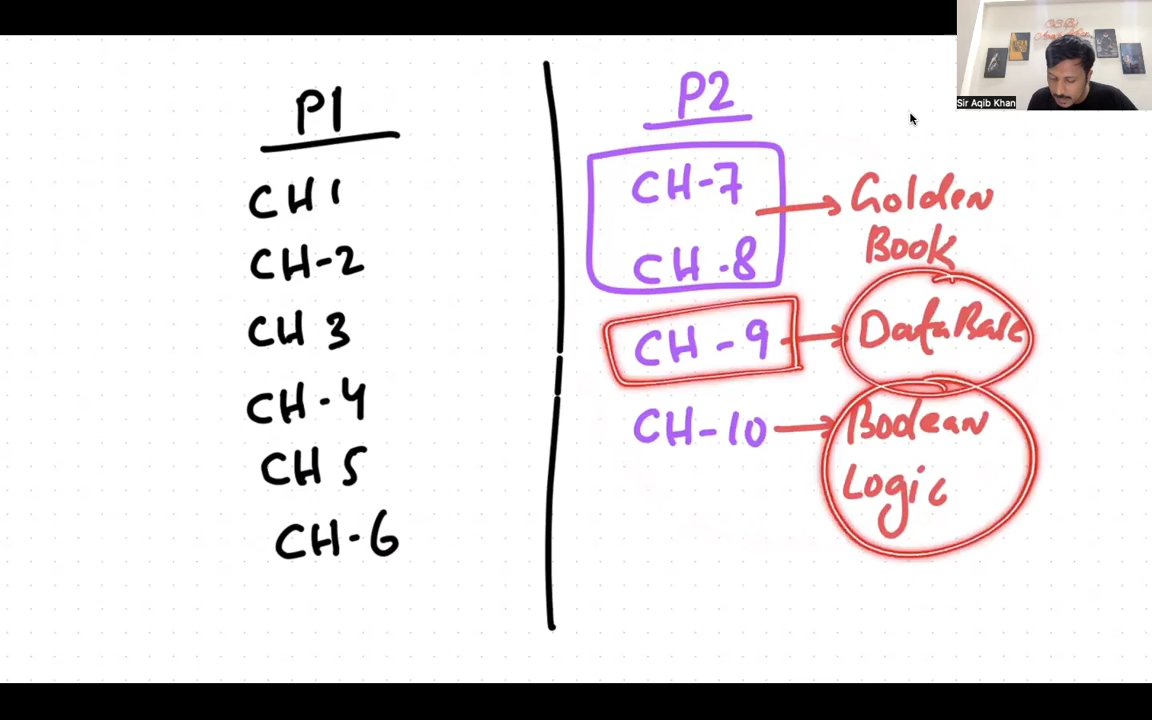 P1
CH 1
CH-2
CH 3
CH-4
CH 5
CH-6
P2
CH-7
CH-8
Golden
Book
CH-9
DataBase
CH-10
Boolean
Logic
Sir Aqib Khan